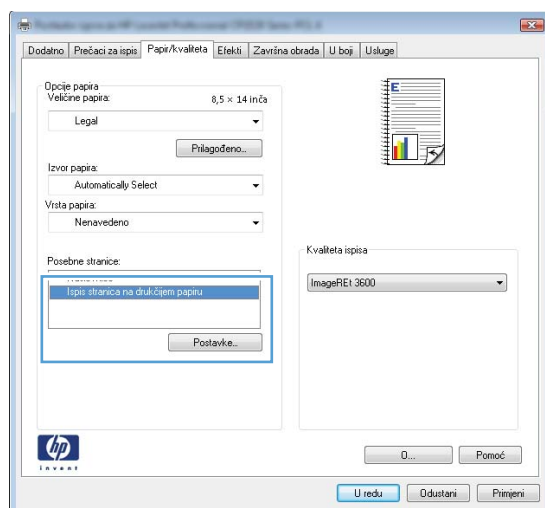 Dodatno Prečaci za ispis Papir/kvaliteta Efekti Završna obrada U boji Usluge
Opcije papira
Veličine papira: 8,5 × 14 inča
Legal
Prilagođeno...
Izvor papira:
Automatically Select
Vrsta papira:
Nenavedeno
Posebne stranice:
Ispis stranica na drukčijem papiru
Postavke...
E
Kvaliteta ispisa
ImageREt 3600
hp
invent
O...
Pomoć
U redu Odustani Primjeni